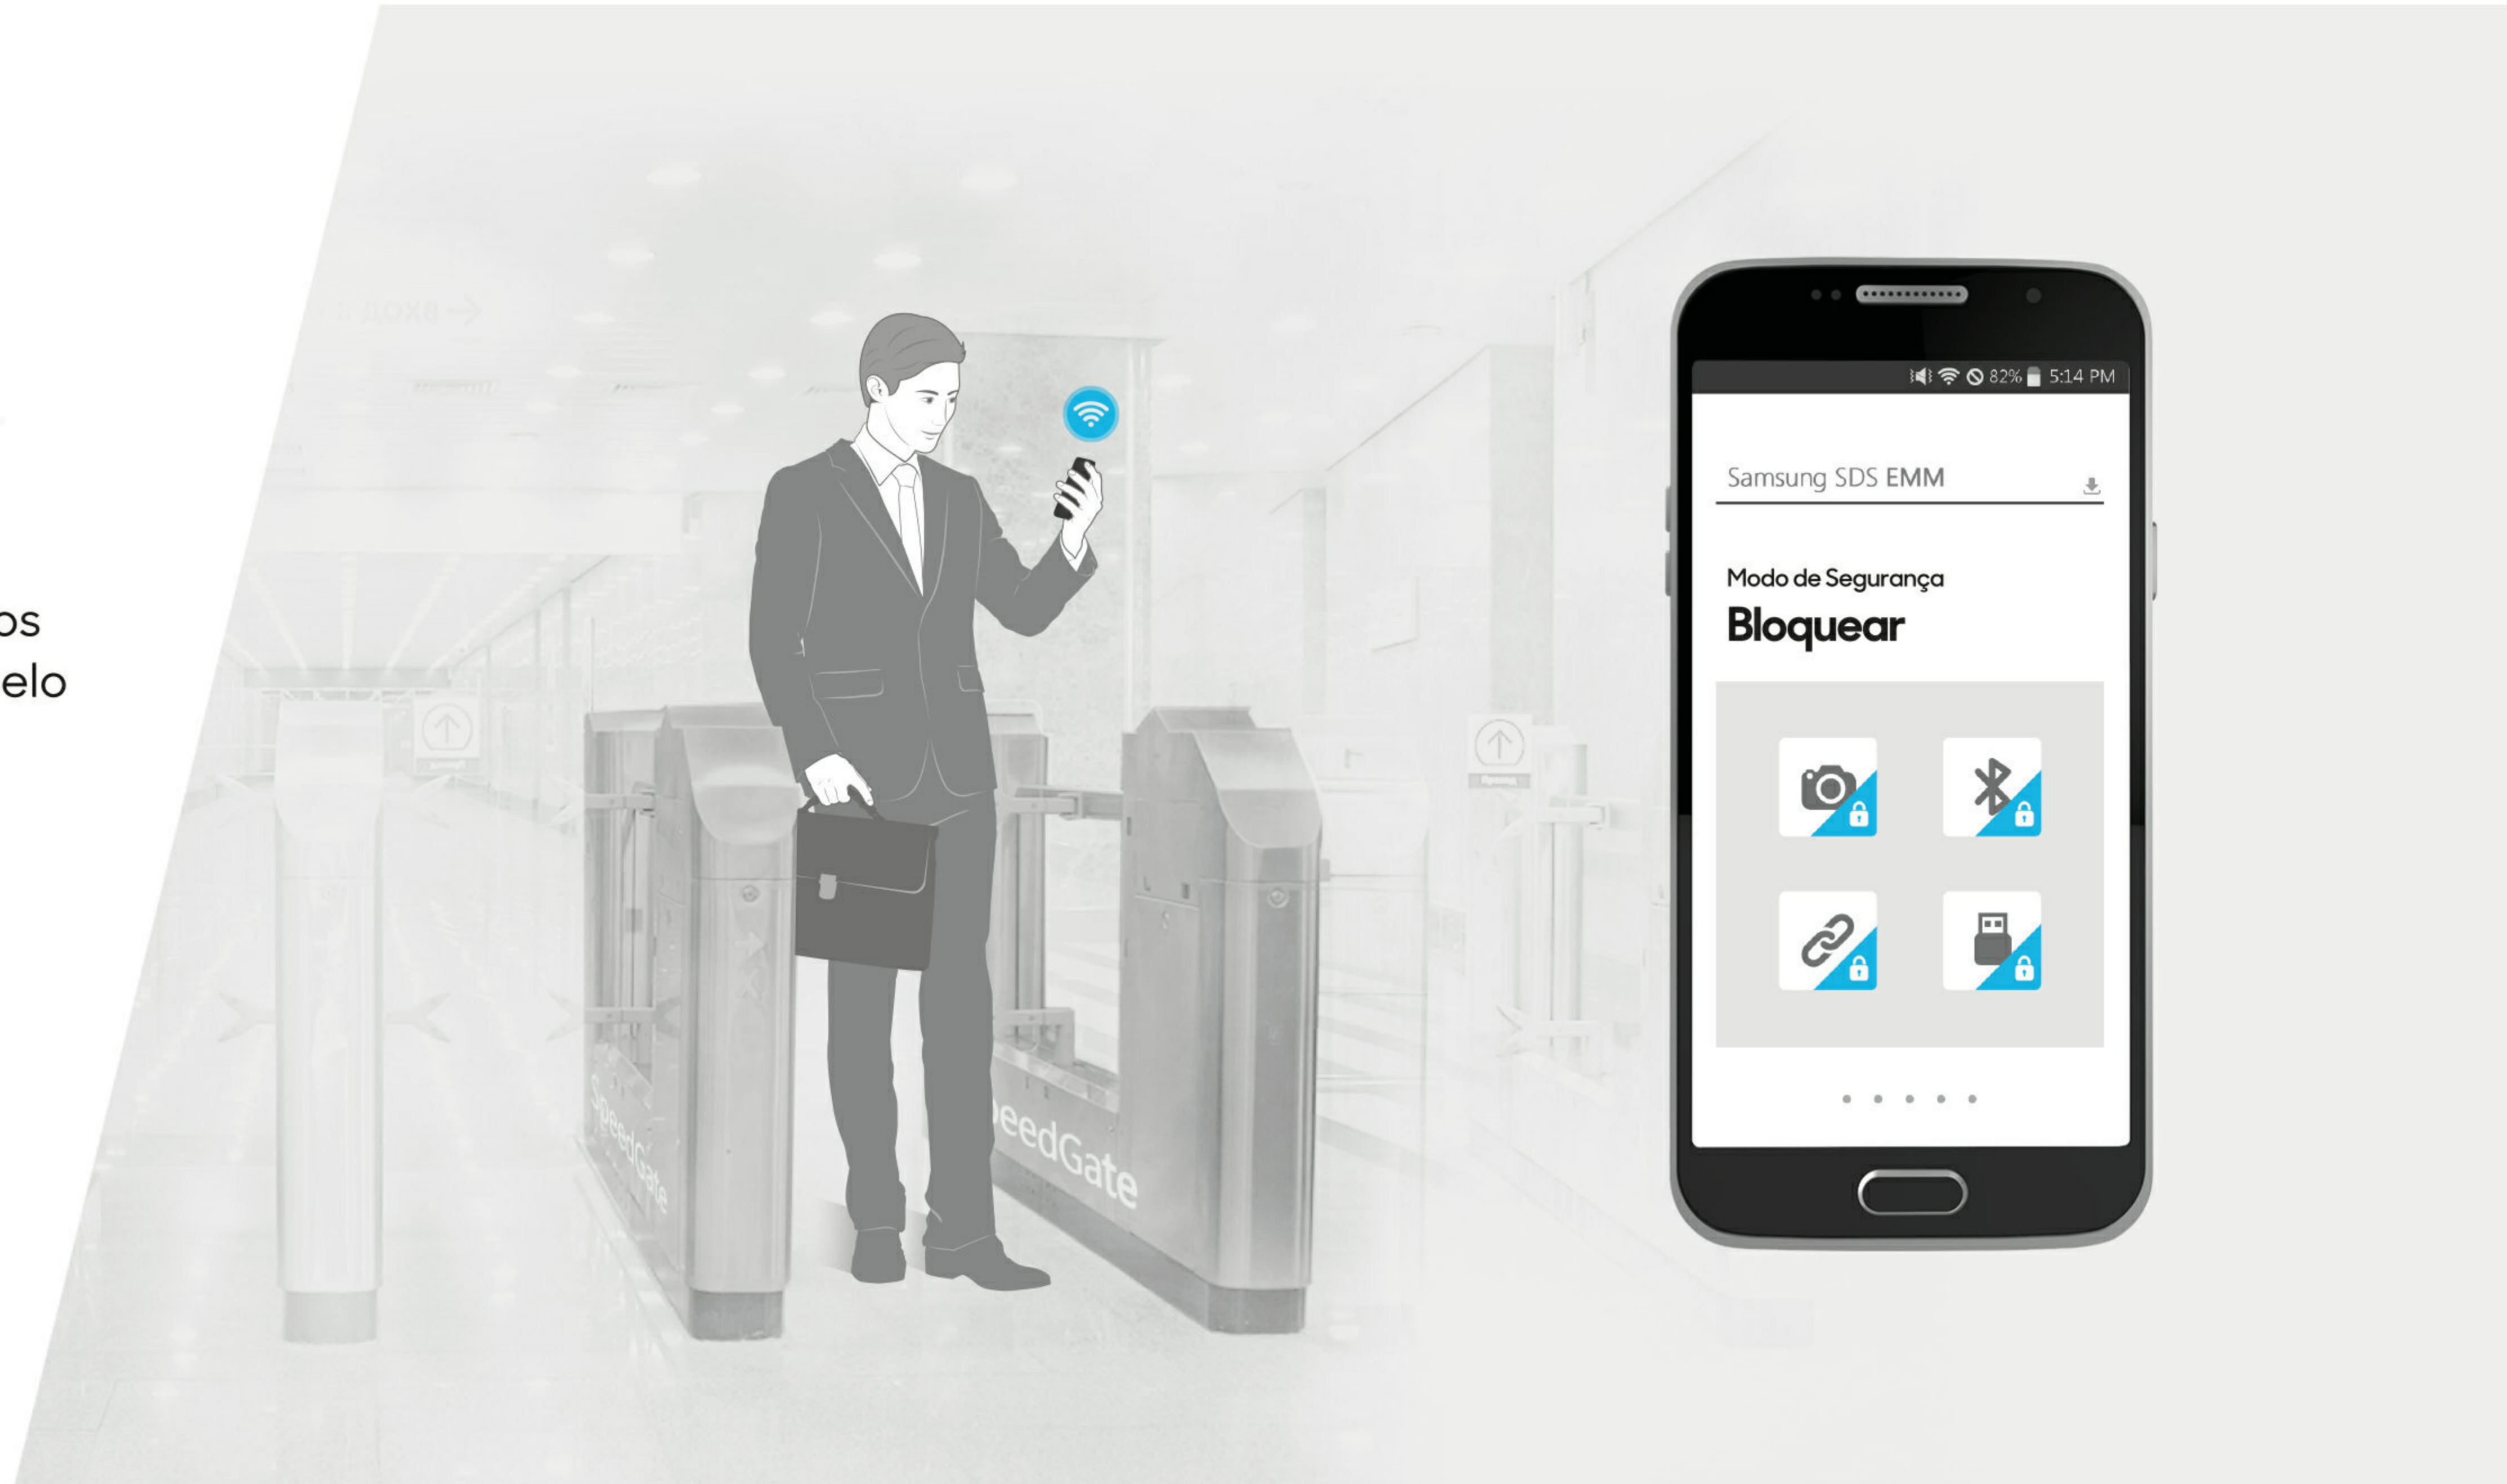 os
elo
82% 5:14 PM
Samsung SDS EMM
Modo de Segurança
Bloquear
SpeedGate
eedGate